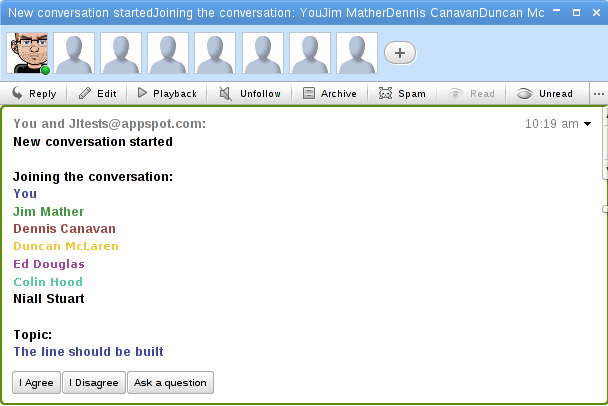 New conversation startedJoining the conversation: YouJim MatherDennis CanavanDuncan Mc
Reply Edit Playback Unfollow Archive Spam Read Unread ...
You and JItests@appspot.com: 10:19 am
New conversation started
Joining the conversation:
You
Jim Mather
Dennis Canavan
Duncan McLaren
Ed Douglas
Colin Hood
Niall Stuart
Topic:
The line should be built
I Agree I Disagree Ask a question